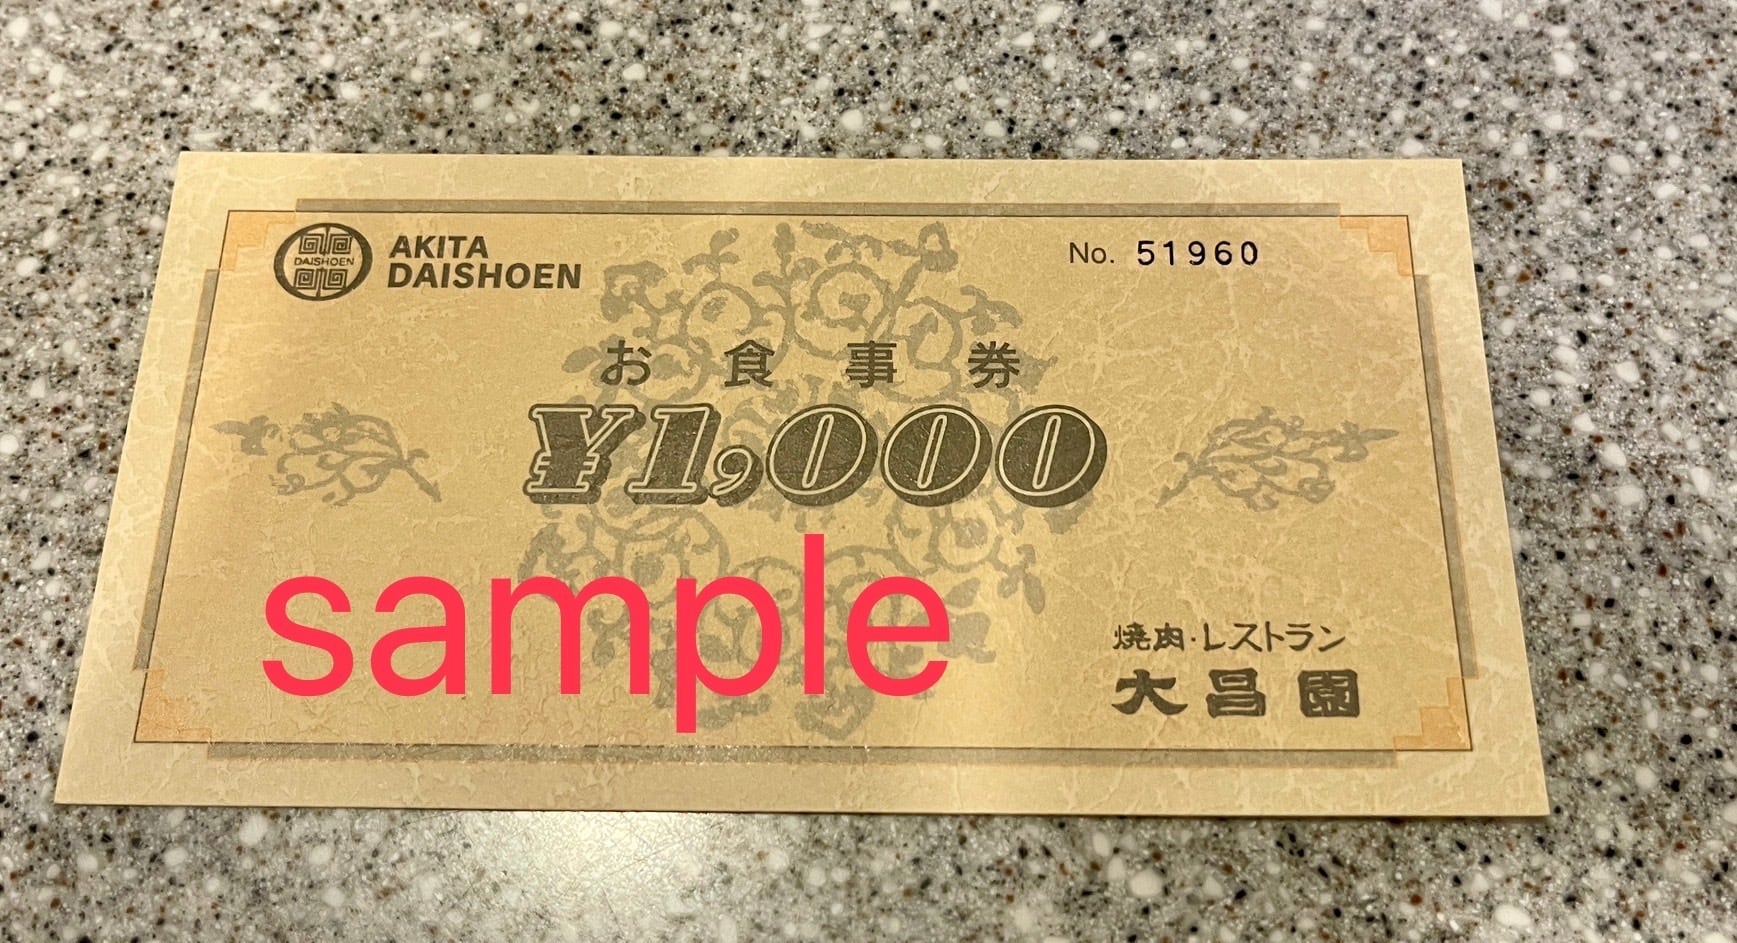 AKITA
DAISHOEN
DAISHOEN
No. 51960
お食事券
¥1,000
sample
焼肉・レストラン
大昌園